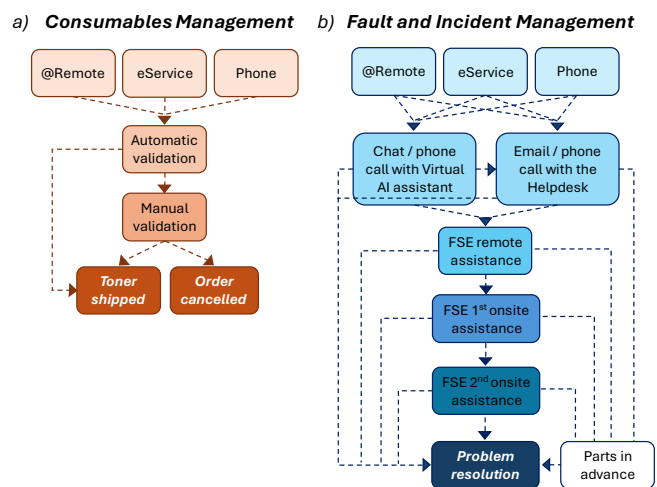 a) Consumables Management
@Remote
eService
Phone
Automatic
validation
Manual
validation
Toner
shipped
Order
cancelled
b) Fault and Incident Management
@Remote
eService
Phone
Chat / phone
call with Virtual
AI assistant
Email / phone
call with the
Helpdesk
FSE remote
assistance
FSE 1st onsite
assistance
FSE 2nd onsite
assistance
Problem
resolution
Parts in
advance